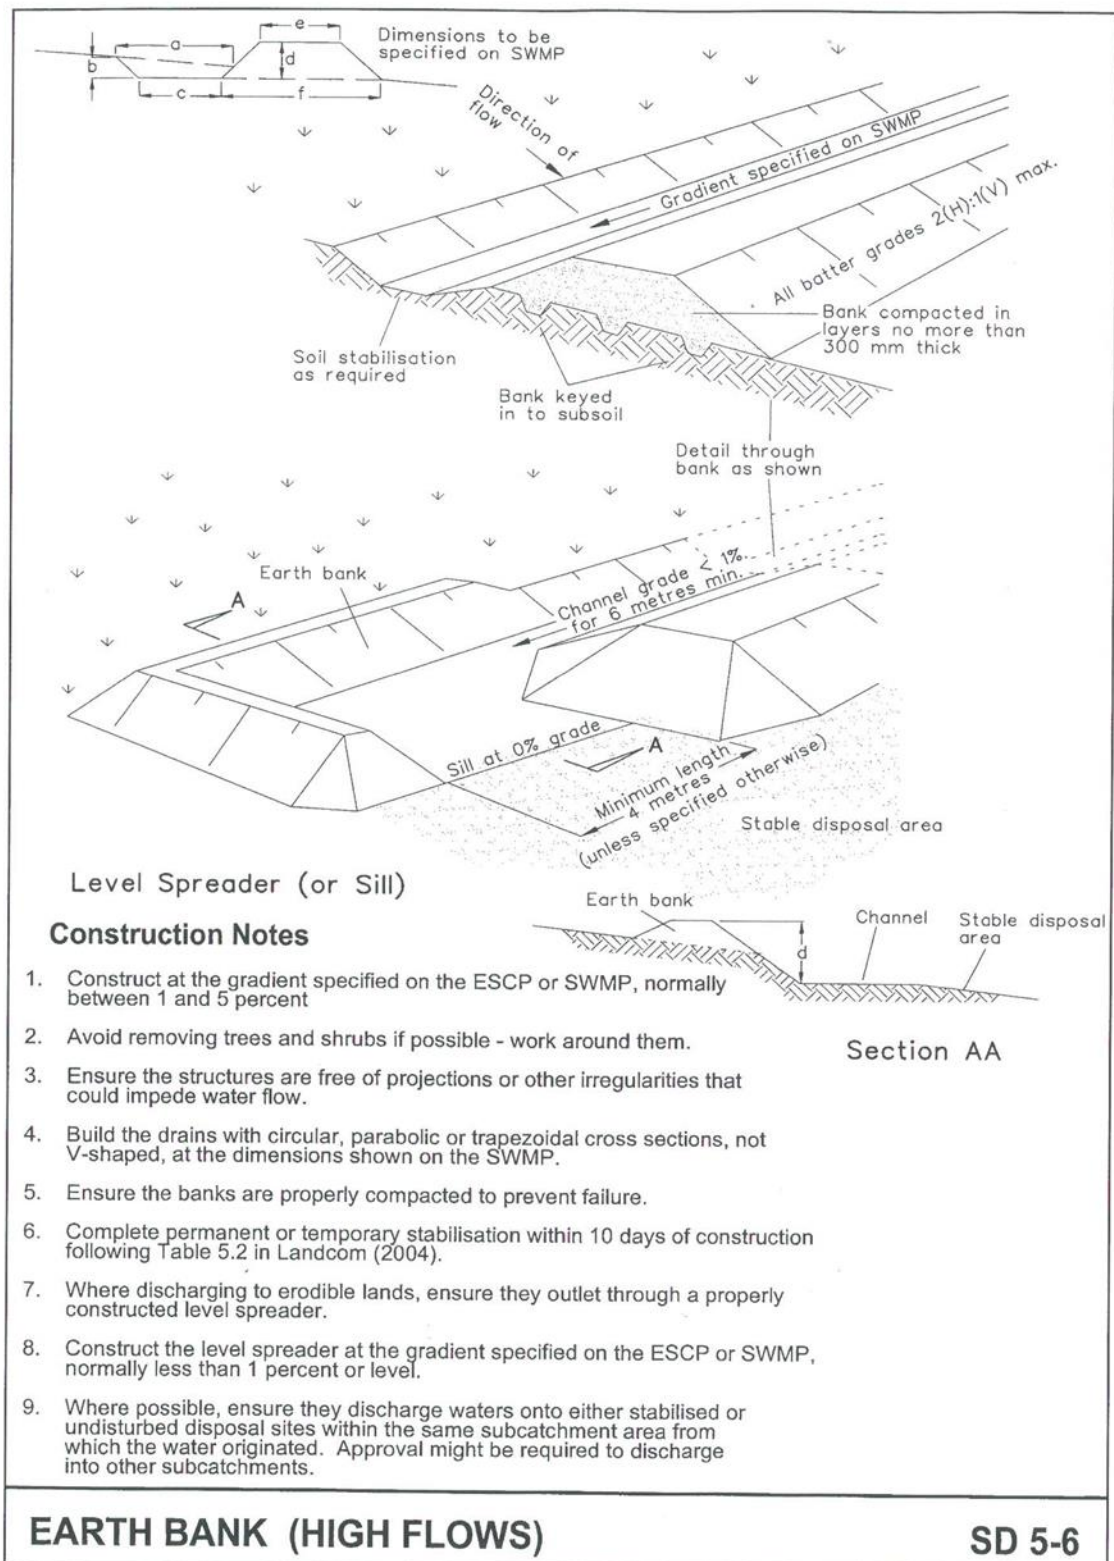 e
Dimensions to be
specified on SWMP
a
b
d
c
f
Direction of
flow
Gradient specified on SWMP
All batter grades 2(H):1(V) max.
Bank compacted in
layers no more than
300 mm thick
Soil stabilisation
as required
Bank keyed
in to subsoil
Detail through
bank as shown
Earth bank
Channel grade < 1%
for 6 metres min.
A
Sill at 0% grade
A
Minimum length
4 metres
(unless specified otherwise)
Stable disposal area
Level Spreader (or Sill)
Earth bank
Channel
Stable disposal
area
d
Section AA
Construction Notes
1. Construct at the gradient specified on the ESCP or SWMP, normally
between 1 and 5 percent
2. Avoid removing trees and shrubs if possible - work around them.
3. Ensure the structures are free of projections or other irregularities that
could impede water flow.
4. Build the drains with circular, parabolic or trapezoidal cross sections, not
V-shaped, at the dimensions shown on the SWMP.
5. Ensure the banks are properly compacted to prevent failure.
6. Complete permanent or temporary stabilisation within 10 days of construction
following Table 5.2 in Landcom (2004).
7. Where discharging to erodible lands, ensure they outlet through a properly
constructed level spreader.
8. Construct the level spreader at the gradient specified on the ESCP or SWMP,
normally less than 1 percent or level.
9. Where possible, ensure they discharge waters onto either stabilised or
undisturbed disposal sites within the same subcatchment area from
which the water originated. Approval might be required to discharge
into other subcatchments.
EARTH BANK (HIGH FLOWS)
SD 5-6